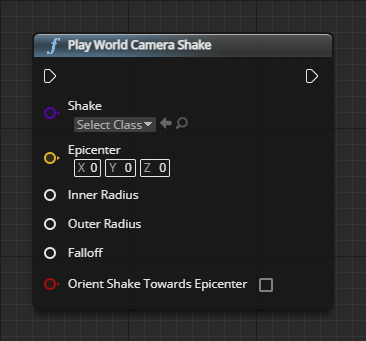 f Play World Camera Shake
Shake
Select Class
Epicenter
X 0 Y 0 Z 0
Inner Radius
Outer Radius
Falloff
Orient Shake Towards Epicenter